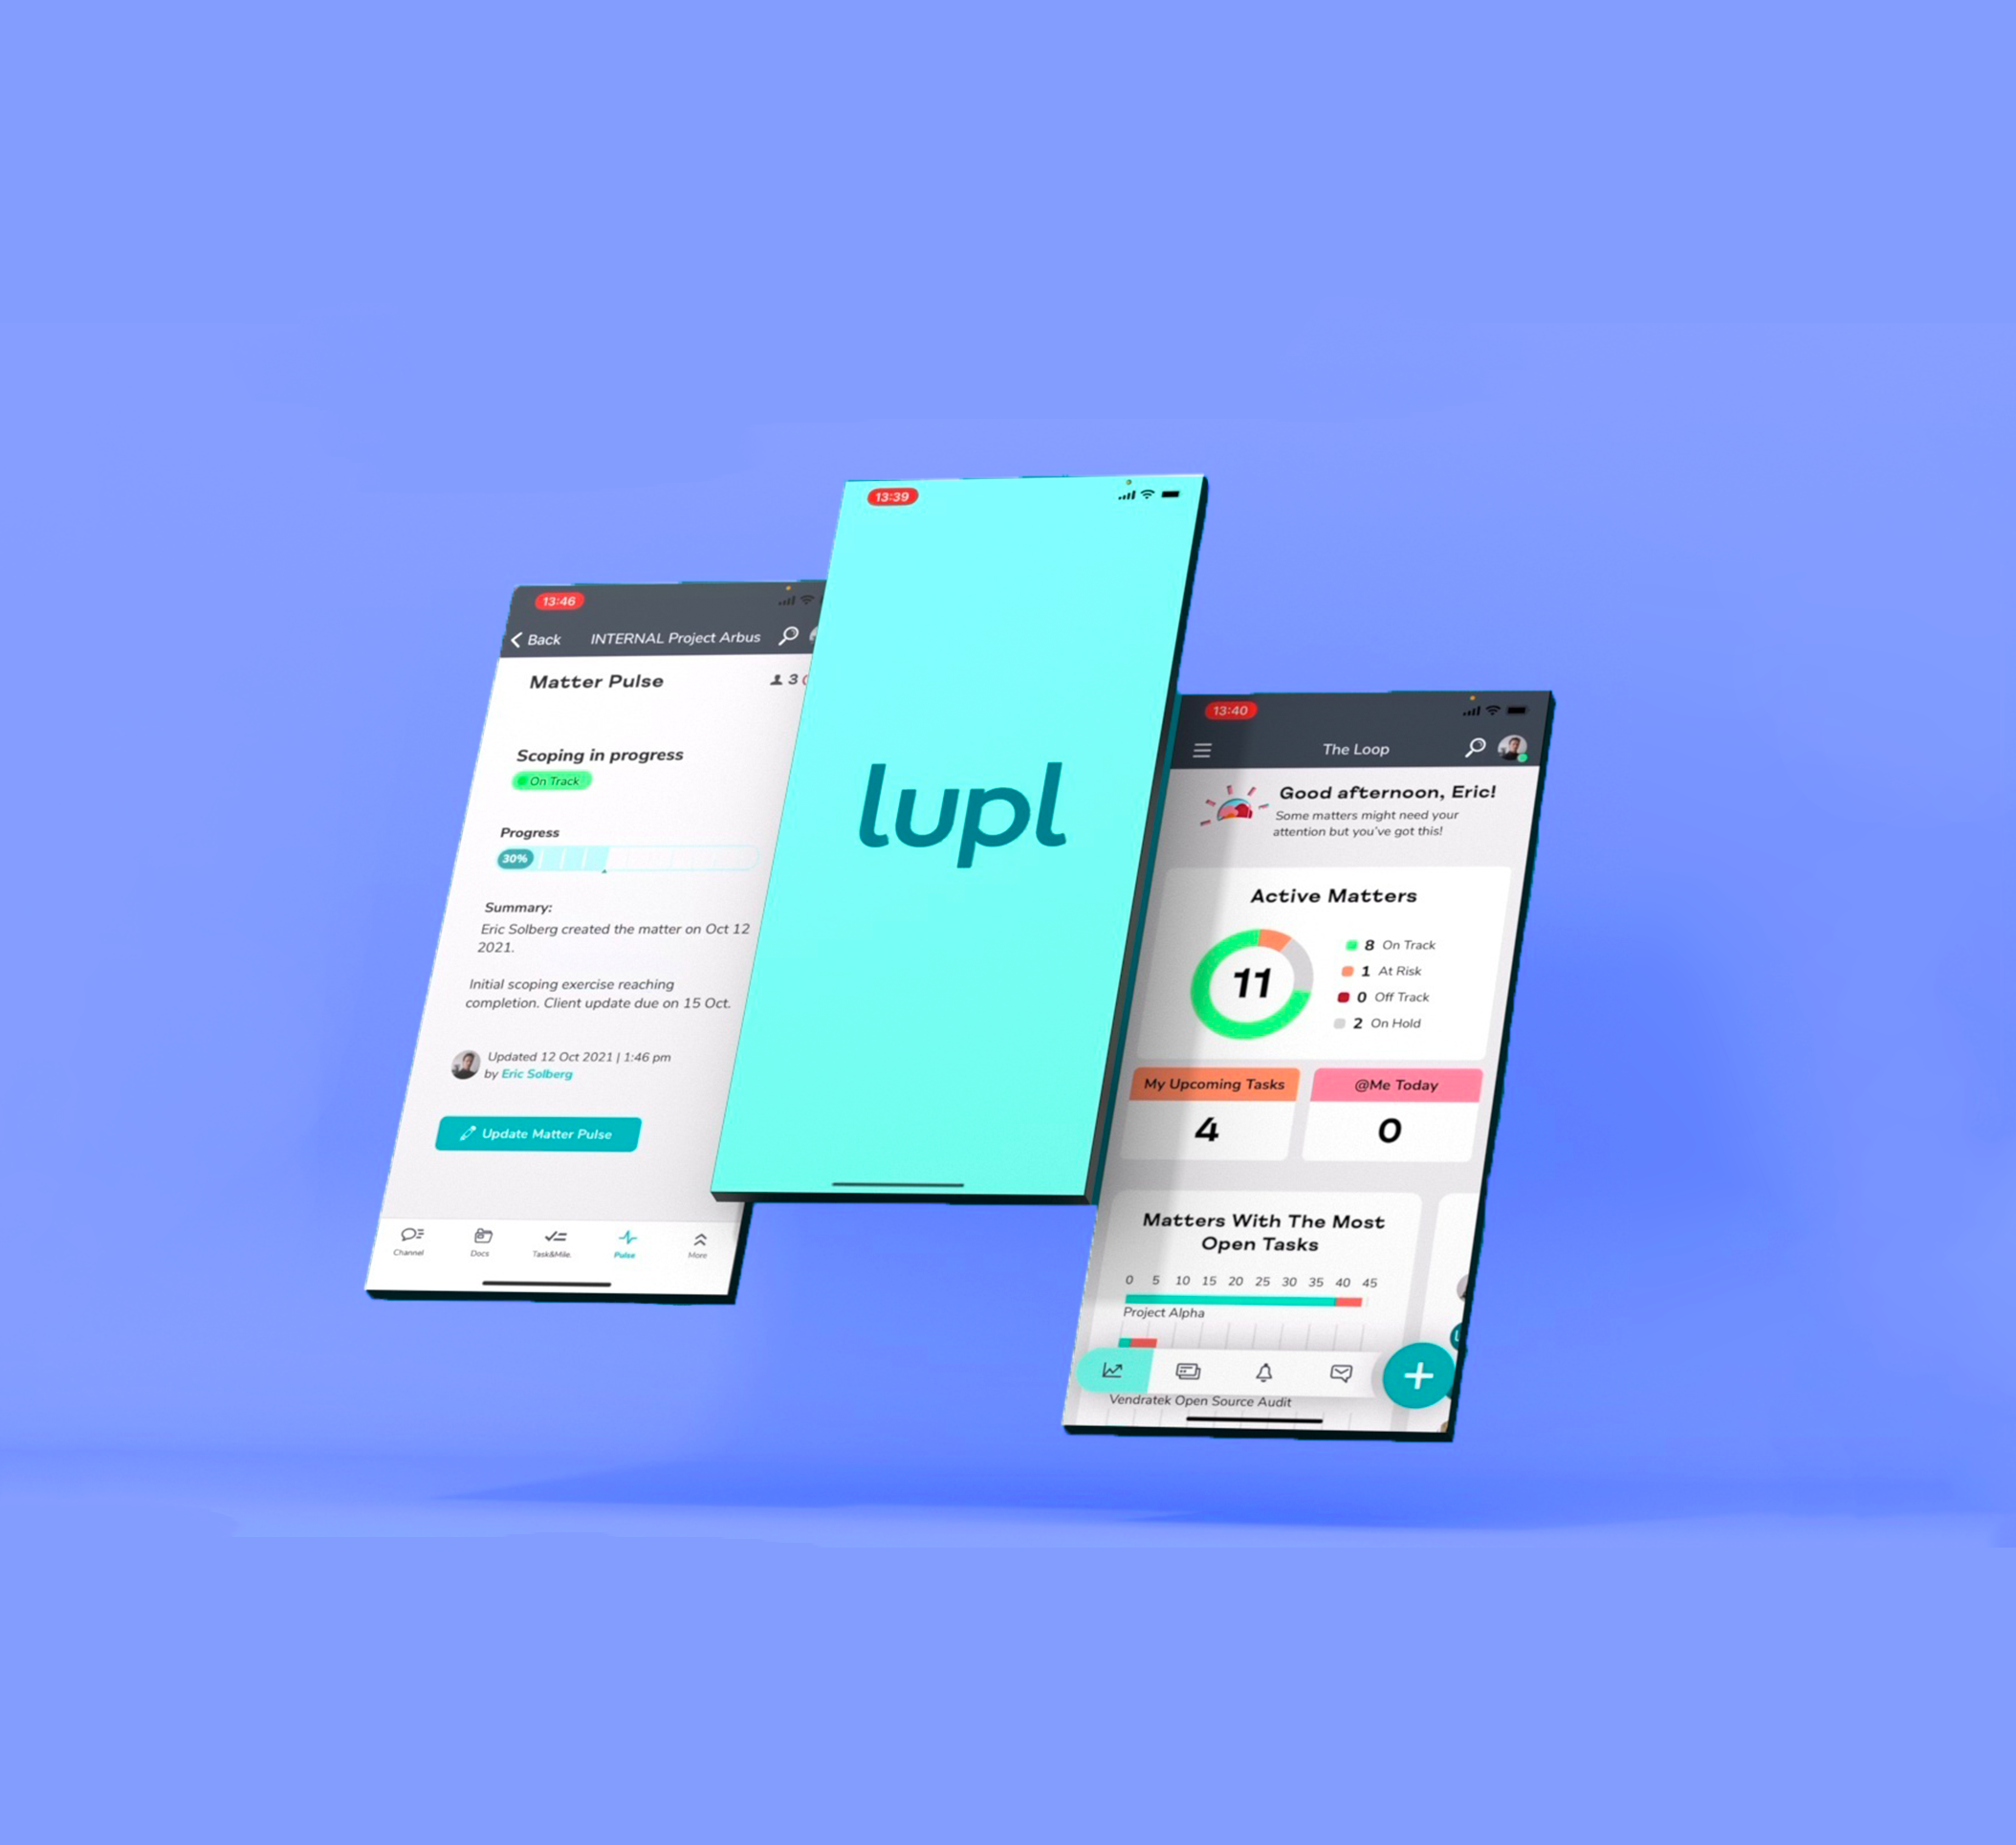 13:46
Back
INTERNAL Project Arbus
Matter Pulse
3
Scoping in progress
On Track
Progress
30%
Summary:
Eric Solberg created the matter on Oct 12
2021.
Initial scoping exercise reaching
completion. Client update due on 15 Oct.
Updated 12 Oct 2021 | 1:46 pm
by Eric Solberg
Update Matter Pulse
Channel
Docs
Task&Mile.
Pulse
More
13:39
lupl
13:40
The Loop
Good afternoon, Eric!
Some matters might need your
attention but you've got this!
Active Matters
11
8 On Track
1 At Risk
0 Off Track
2 On Hold
My Upcoming Tasks
4
@Me Today
0
Matters With The Most
Open Tasks
0 5 10 15 20 25 30 35 40 45
Project Alpha
Vendratek Open Source Audit